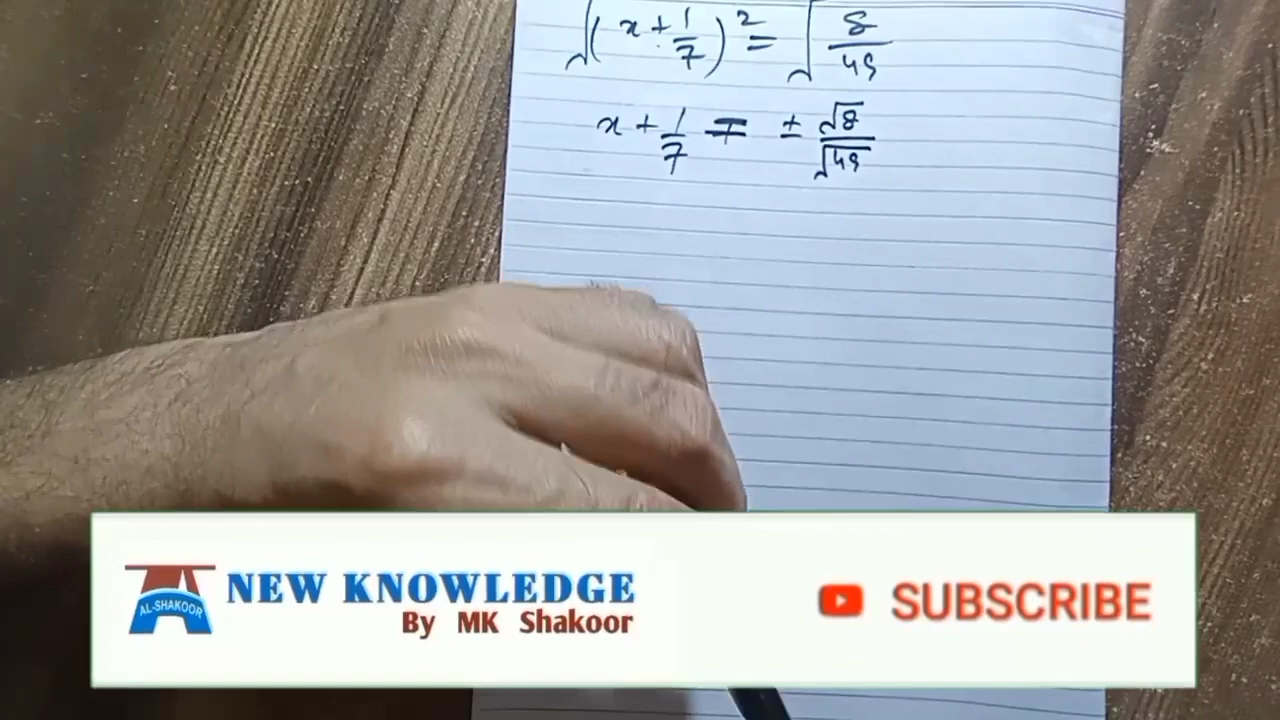 √(x+1/7)² = √8/49
x + 1/7 = ± √8/√49
NEW KNOWLEDGE
By MK Shakoor
AL-SHAKOOR
SUBSCRIBE